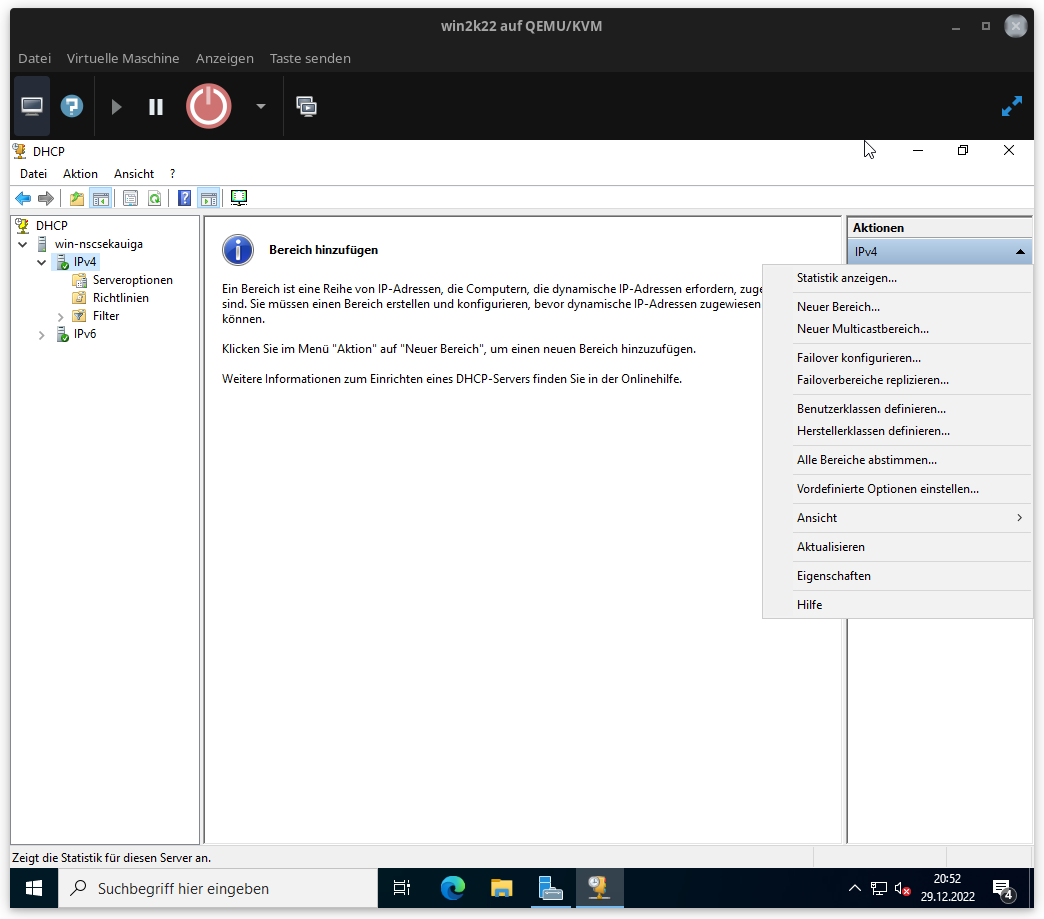 win2k22 auf QEMU/KVM
Datei Virtuelle Maschine Anzeigen Taste senden
DHCP
Datei Aktion Ansicht ?
DHCP
win-nscsekauiga
IPv4
Serveroptionen
Richtlinien
Filter
IPv6
Bereich hinzufügen
Ein Bereich ist eine Reihe von IP-Adressen, die Computern, die dynamische IP-Adressen erfordern, zuge
sind. Sie müssen einen Bereich erstellen und konfigurieren, bevor dynamische IP-Adressen zugewiesen
können.
Klicken Sie im Menü "Aktion" auf "Neuer Bereich", um einen neuen Bereich hinzuzufügen.
Weitere Informationen zum Einrichten eines DHCP-Servers finden Sie in der Onlinehilfe.
Aktionen
IPv4
Statistik anzeigen...
Neuer Bereich...
Neuer Multicastbereich...
Failover konfigurieren...
Failoverbereiche replizieren...
Benutzerklassen definieren...
Herstellerklassen definieren...
Alle Bereiche abstimmen...
Vordefinierte Optionen einstellen...
Ansicht
Aktualisieren
Eigenschaften
Hilfe
Zeigt die Statistik für diesen Server an.
Suchbegriff hier eingeben
20:52
29.12.2022
4